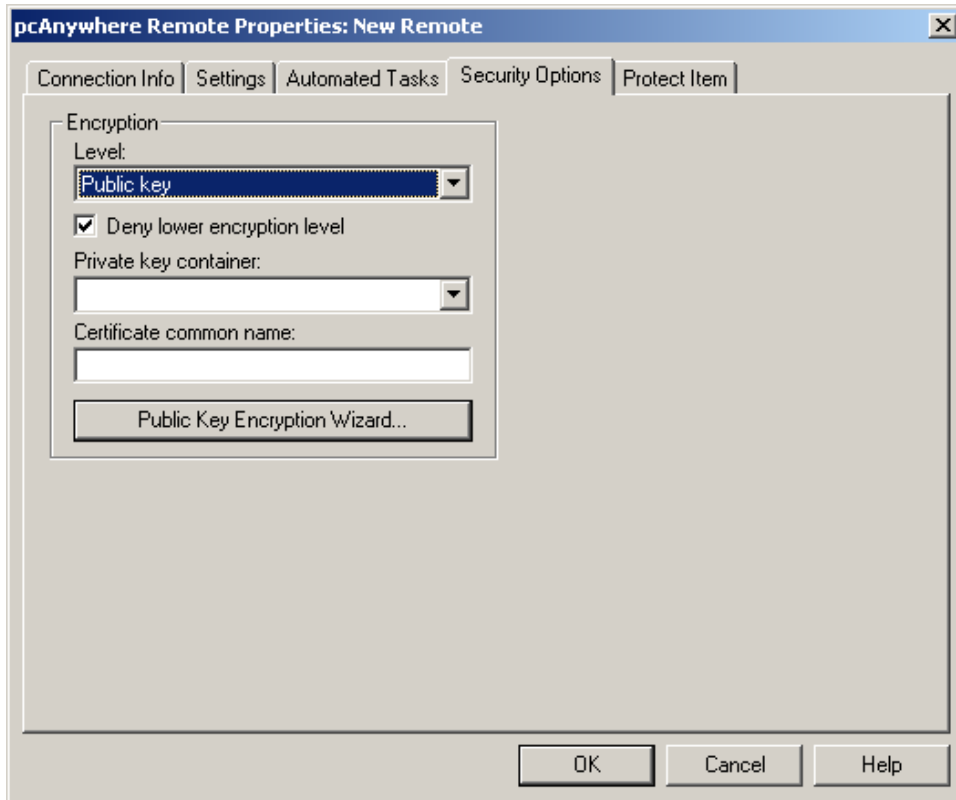 pcAnywhere Remote Properties: New Remote
Connection Info Settings Automated Tasks Security Options Protect Item
Encryption
Level:
Public key
Deny lower encryption level
Private key container:
Certificate common name:
Public Key Encryption Wizard...
OK Cancel Help